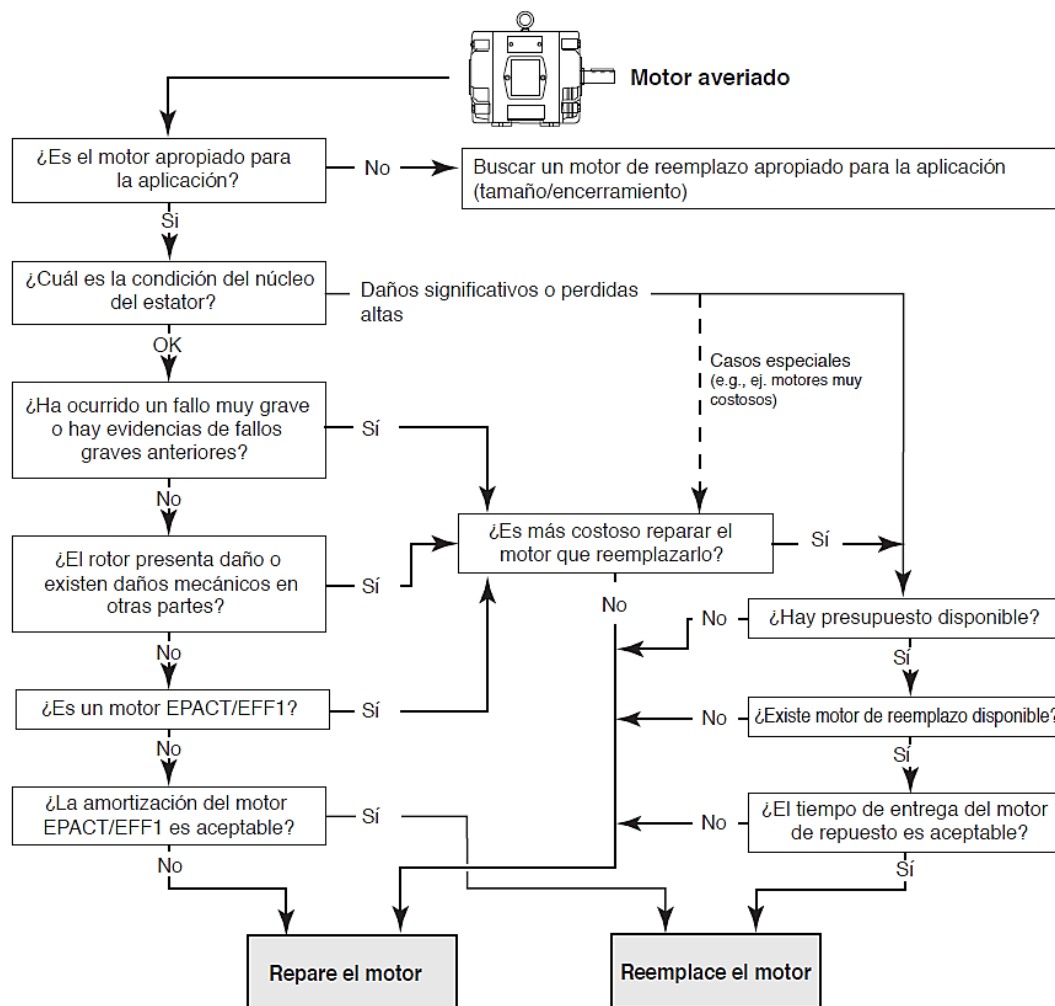 Motor averiado
¿Es el motor apropiado para
la aplicación?
No
Buscar un motor de reemplazo apropiado para la aplicación
(tamaño/encerramiento)
Si
¿Cuál es la condición del núcleo
del estator?
Daños significativos o perdidas
altas
OK
Casos especiales
(e.g., ej. motores muy
costosos)
¿Ha ocurrido un fallo muy grave
o hay evidencias de fallos
graves anteriores?
Sí
No
¿Es más costoso reparar el
motor que reemplazarlo?
Sí
¿El rotor presenta daño o
existen daños mecánicos en
otras partes?
Sí
No
No
¿Hay presupuesto disponible?
No
Sí
¿Es un motor EPACT/EFF1?
Sí
No
¿Existe motor de reemplazo disponible?
No
Sí
¿La amortización del motor
EPACT/EFF1 es aceptable?
Sí
No
¿El tiempo de entrega del motor
de repuesto es aceptable?
No
Sí
Repare el motor
Reemplace el motor